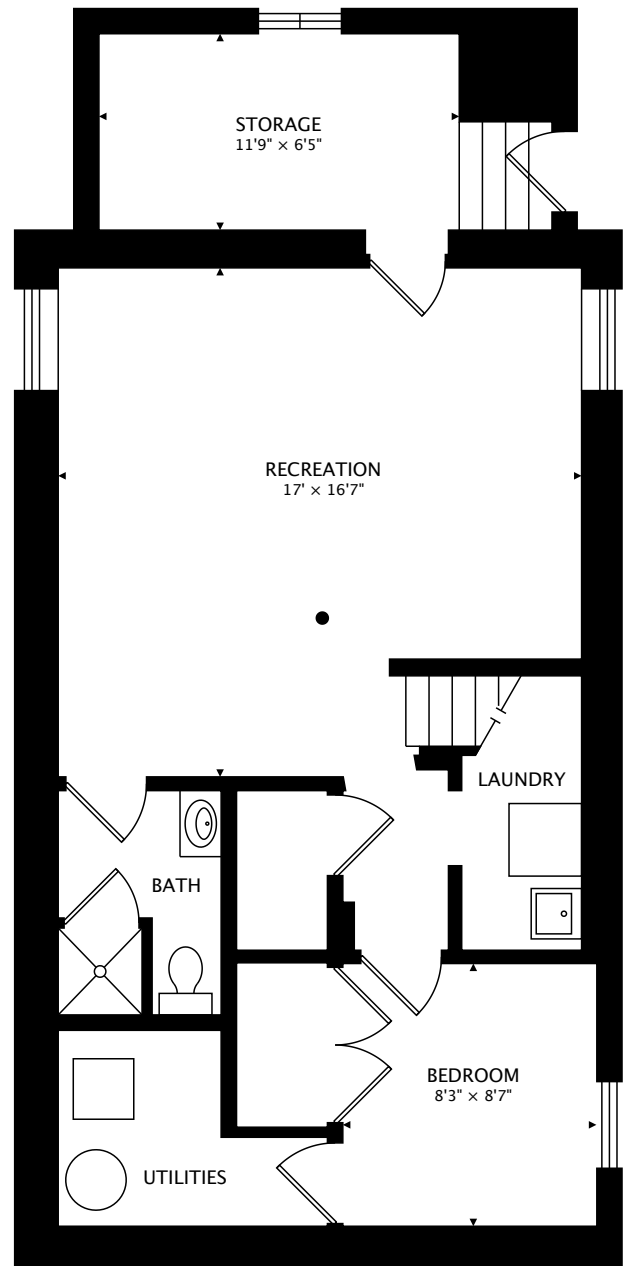 STORAGE
11'9" × 6'5"
RECREATION
17' × 16'7"
LAUNDRY
BATH
BEDROOM
8'3" × 8'7"
UTILITIES